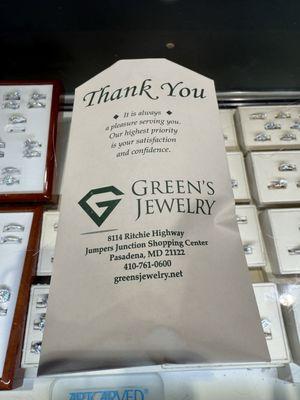 Thank You
It is always
a pleasure serving you.
Our highest priority
is your satisfaction
and confidence.
GREEN'S
JEWELRY
8114 Ritchie Highway
Jumpers Junction Shopping Center
Pasadena, MD 21122
410-761-0600
greensjewelry.net
ARTCARVED